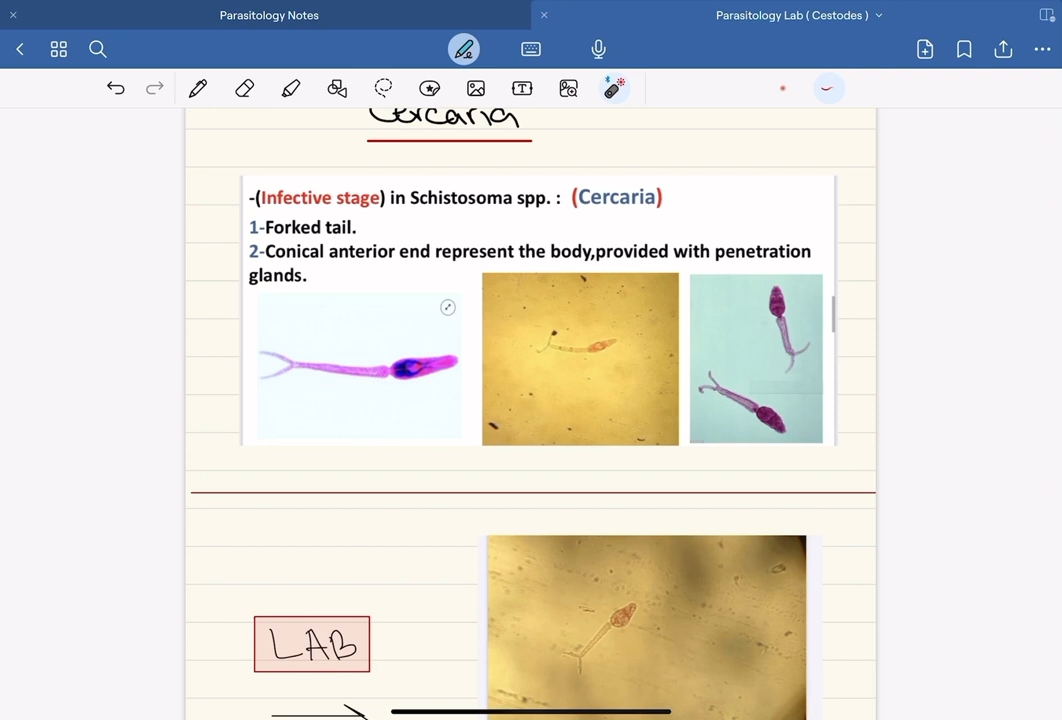 Parasitology Notes
Parasitology Lab ( Cestodes )
Cercaria
-(Infective stage) in Schistosoma spp. : (Cercaria)
1-Forked tail.
2-Conical anterior end represent the body,provided with penetration
glands.
LAB